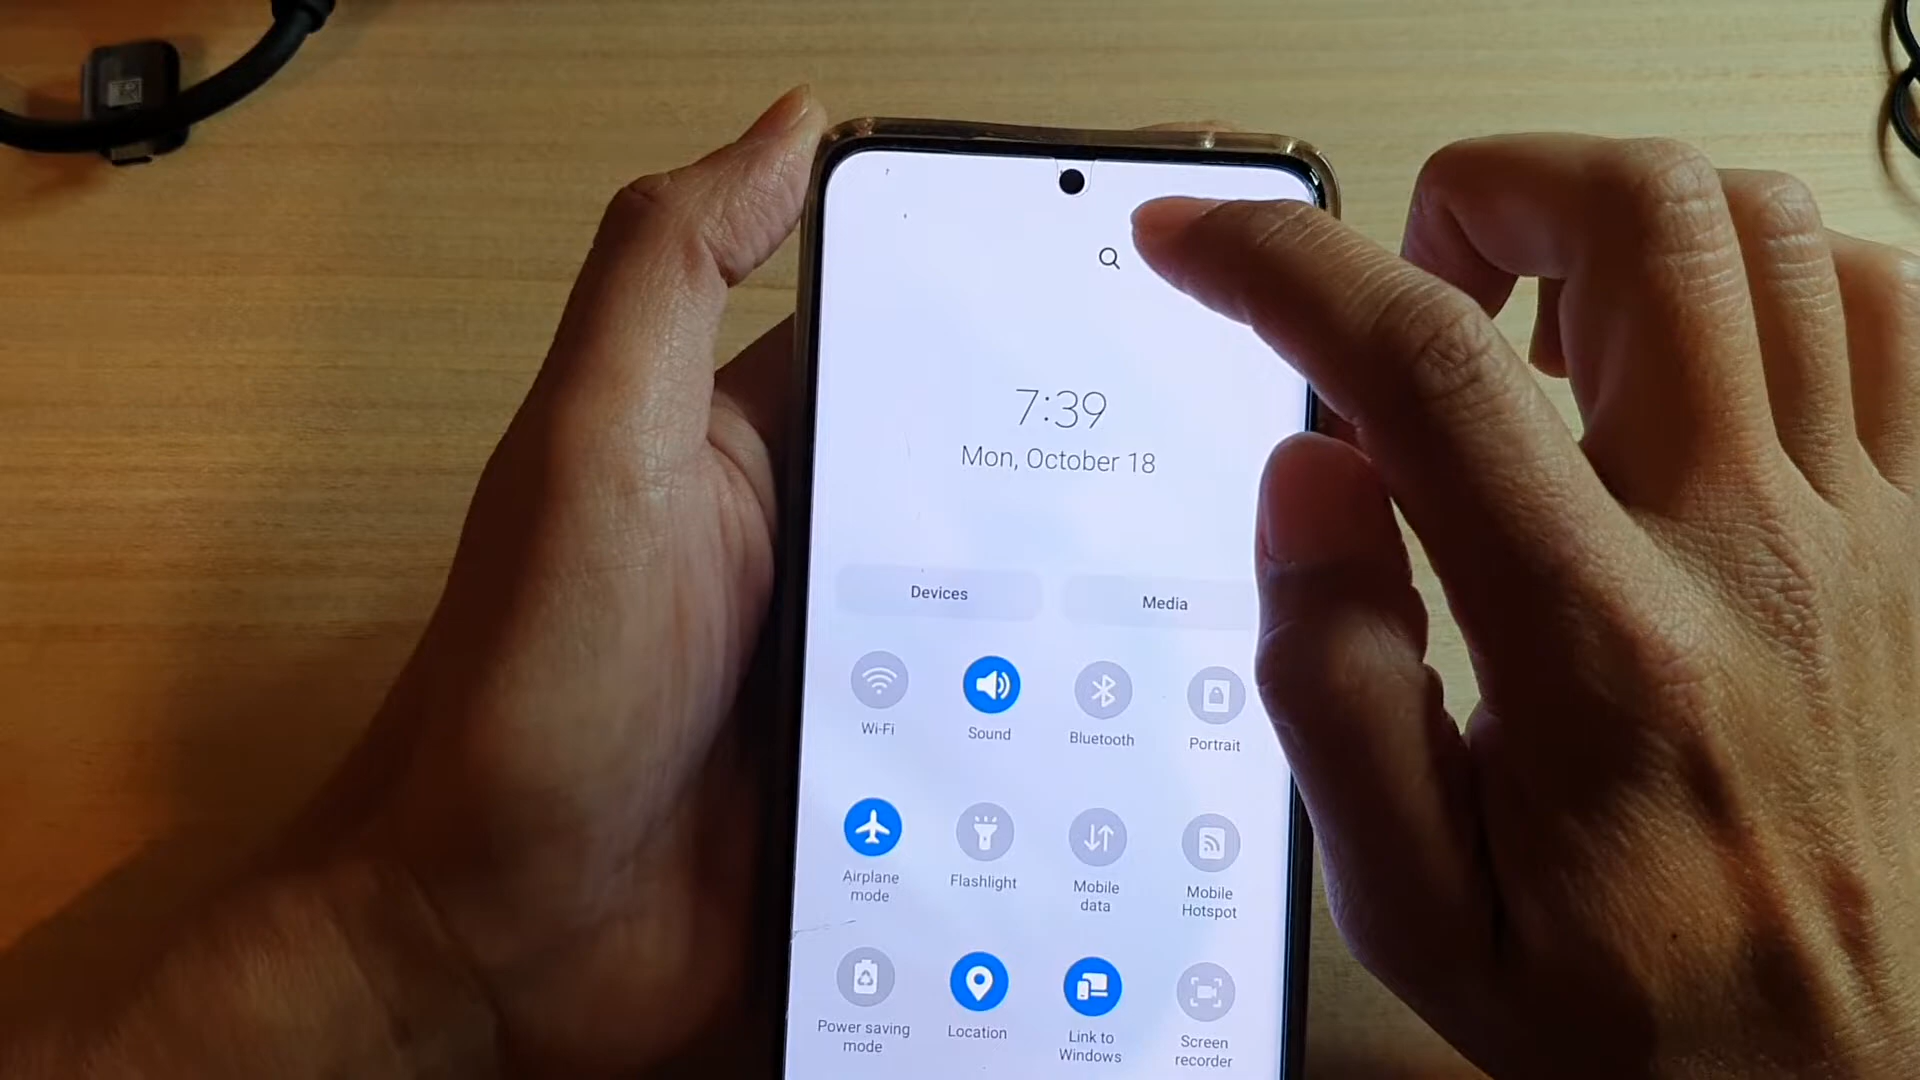 7:39
Mon, October 18
Devices
Media
Wi-Fi
Sound
Bluetooth
Portrait
Airplane
mode
Flashlight
Mobile
data
Mobile
Hotspot
Power saving
mode
Location
Link to
Windows
Screen
recorder